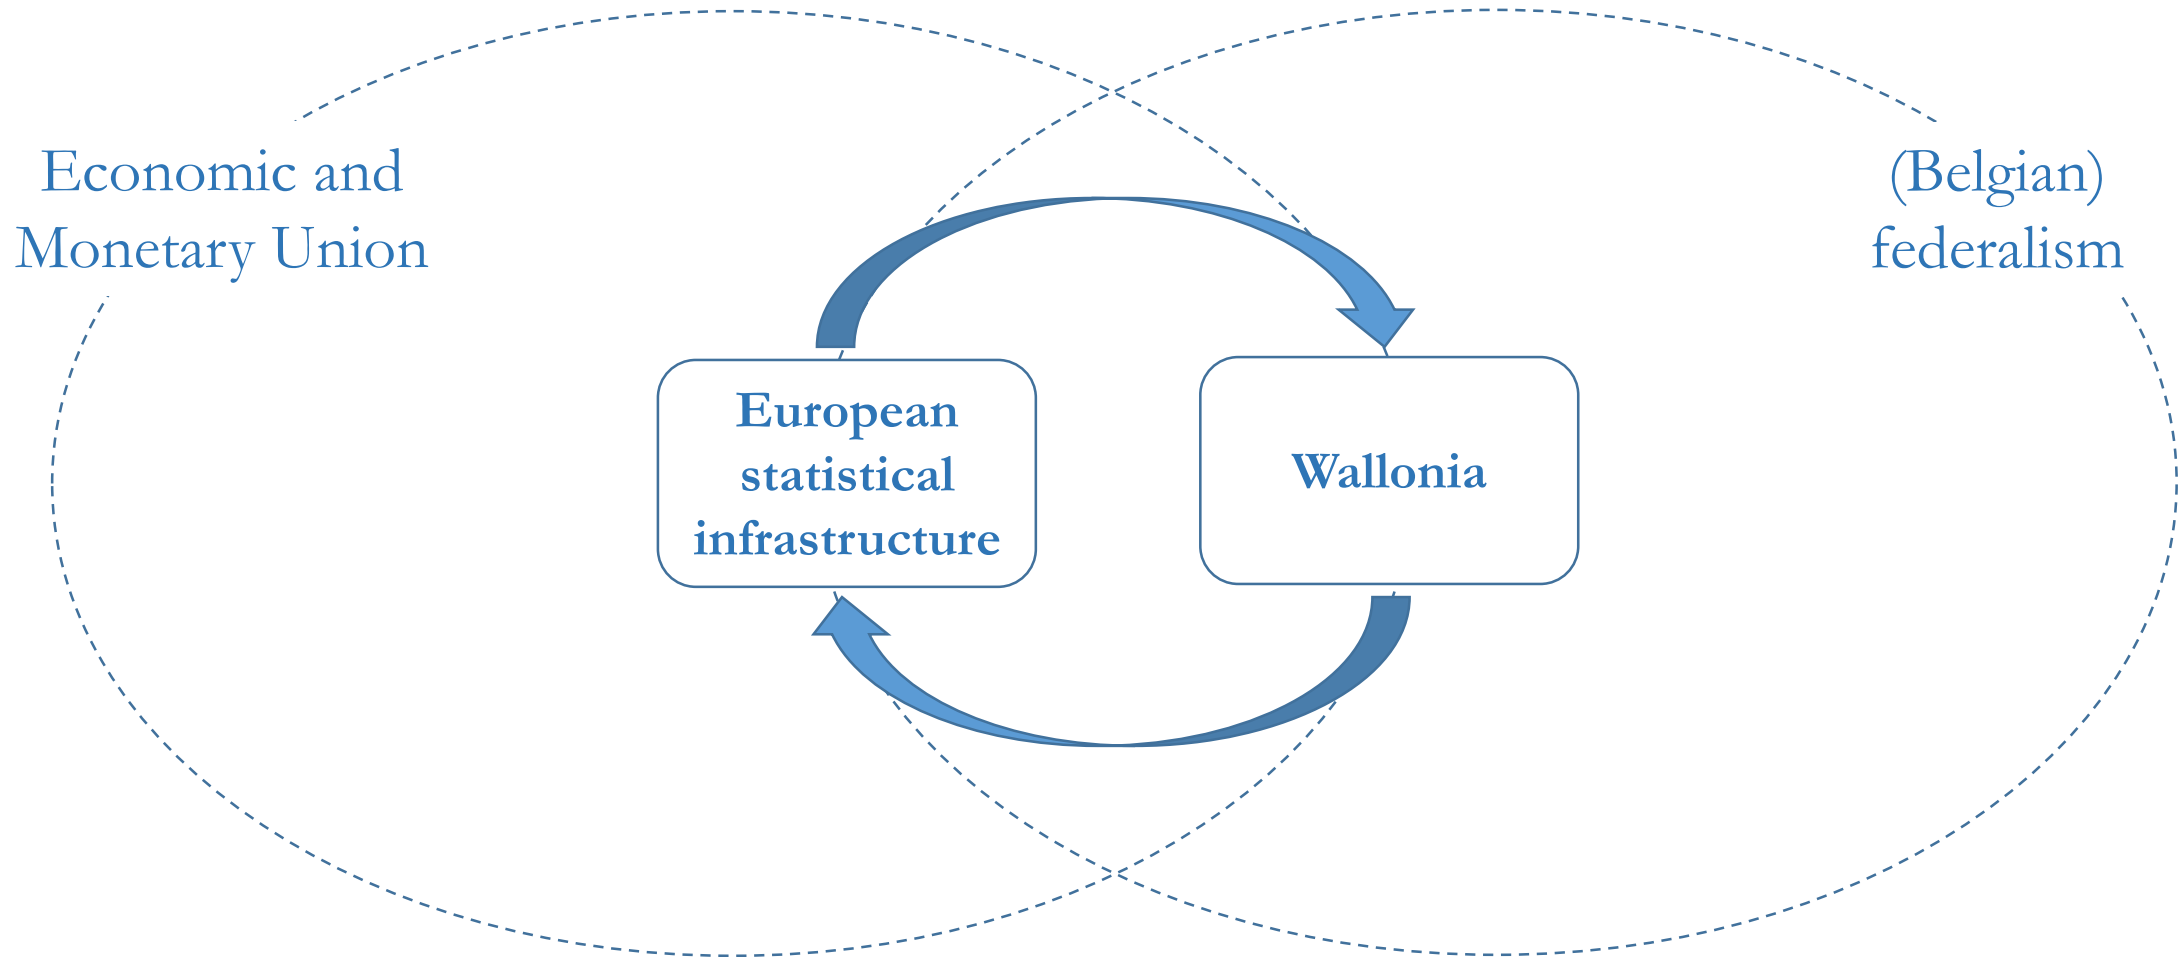 Economic and
Monetary Union
(Belgian)
federalism
European
statistical
infrastructure
Wallonia